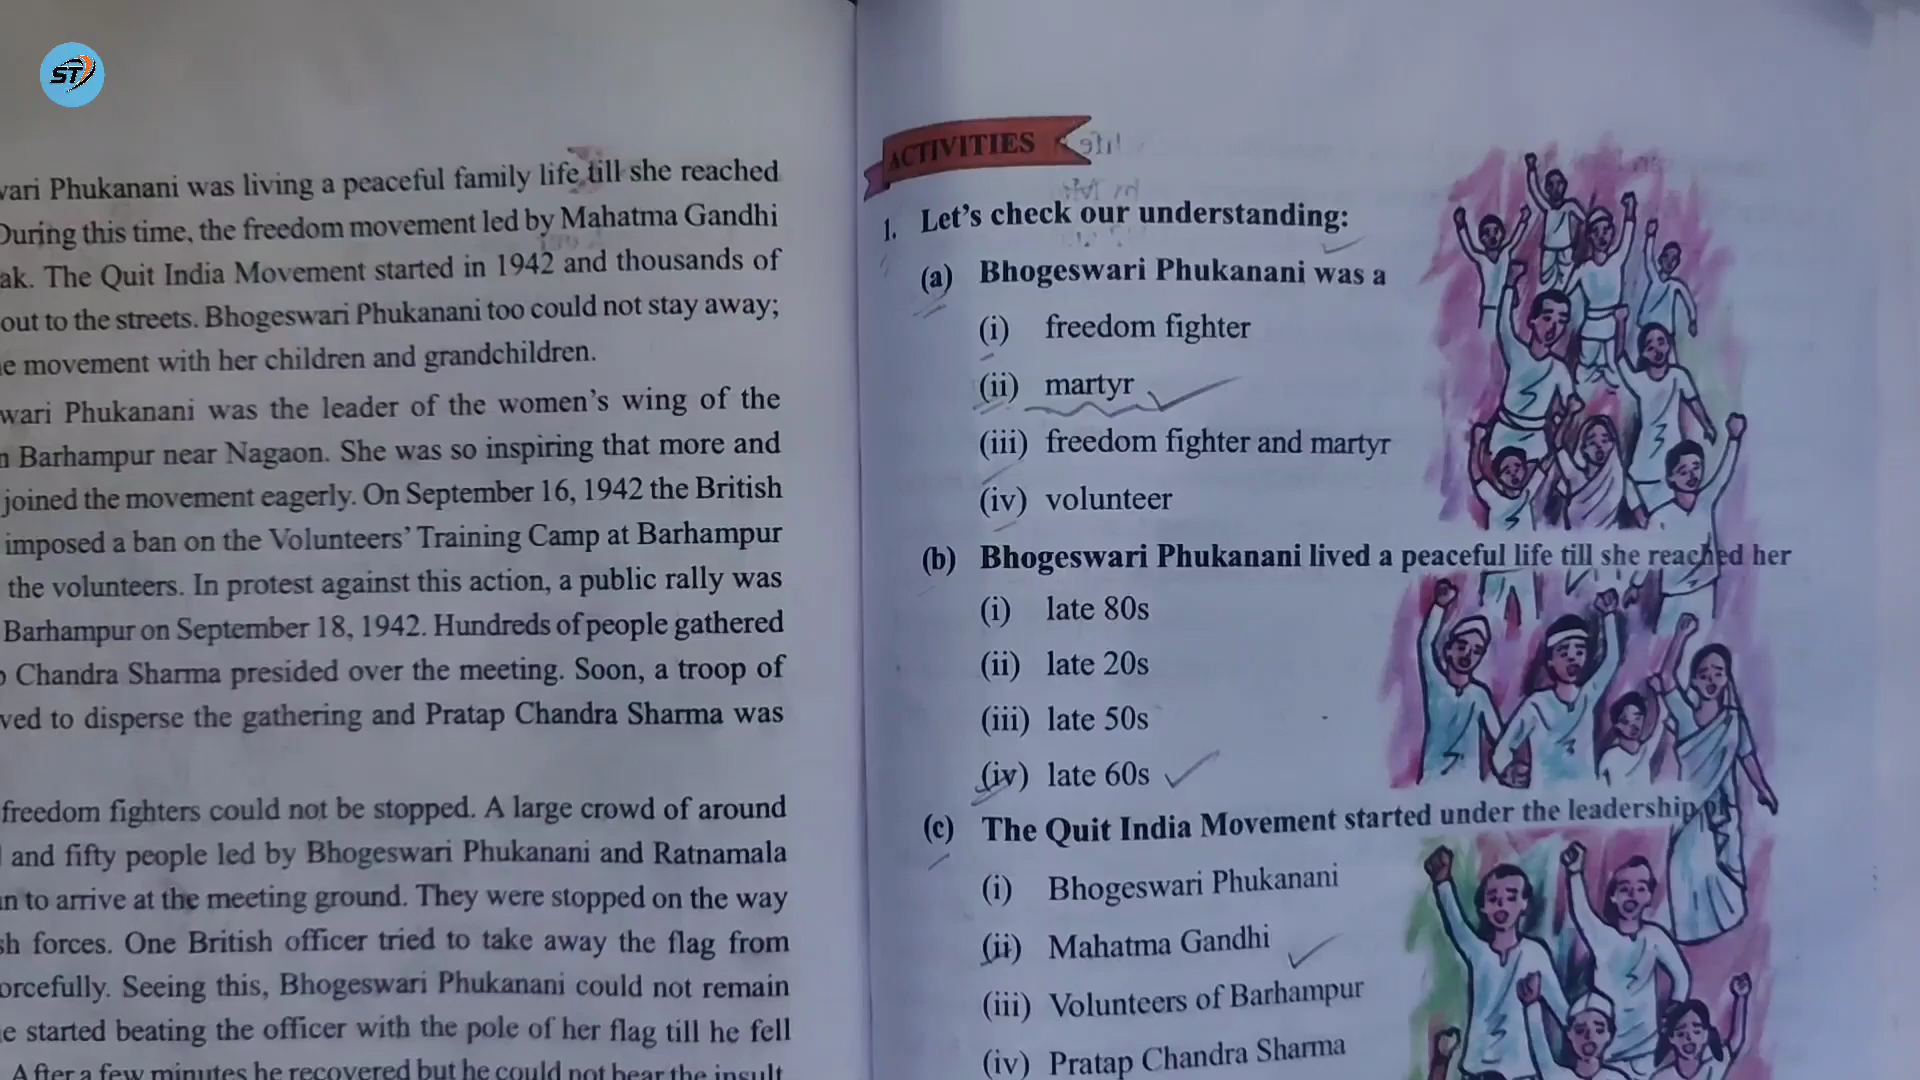 ST
vari Phukanani was living a peaceful family life till she reached
During this time, the freedom movement led by Mahatma Gandhi
ak. The Quit India Movement started in 1942 and thousands of
out to the streets. Bhogeswari Phukanani too could not stay away;
e movement with her children and grandchildren.
wari Phukanani was the leader of the women's wing of the
n Barhampur near Nagaon. She was so inspiring that more and
joined the movement eagerly. On September 16, 1942 the British
imposed a ban on the Volunteers' Training Camp at Barhampur
the volunteers. In protest against this action, a public rally was
Barhampur on September 18, 1942. Hundreds of people gathered
Chandra Sharma presided over the meeting. Soon, a troop of
ved to disperse the gathering and Pratap Chandra Sharma was
freedom fighters could not be stopped. A large crowd of around
and fifty people led by Bhogeswari Phukanani and Ratnamala
n to arrive at the meeting ground. They were stopped on the way
sh forces. One British officer tried to take away the flag from
orcefully. Seeing this, Bhogeswari Phukanani could not remain
e started beating the officer with the pole of her flag till he fell
After a few minutes he recovered but he could not bear the insult
ACTIVITIES
1. Let's check our understanding:
(a) Bhogeswari Phukanani was a
(i) freedom fighter
(ii) martyr
(iii) freedom fighter and martyr
(iv) volunteer
(b) Bhogeswari Phukanani lived a peaceful life till she reached her
(i) late 80s
(ii) late 20s
(iii) late 50s
(iv) late 60s
(c) The Quit India Movement started under the leadership of
(i) Bhogeswari Phukanani
(ii) Mahatma Gandhi
(iii) Volunteers of Barhampur
(iv) Pratap Chandra Sharma